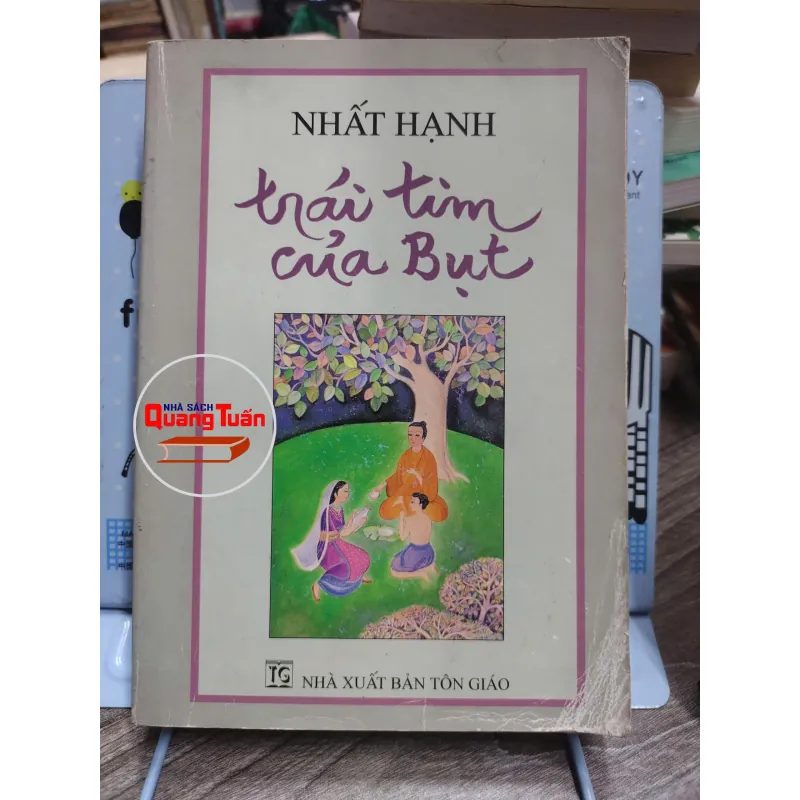 NHẤT HẠNH
trái tim
của Bụt
NHÀ SÁCH
Quang Tuấn
TG
NHÀ XUẤT BẢN TÔN GIÁO